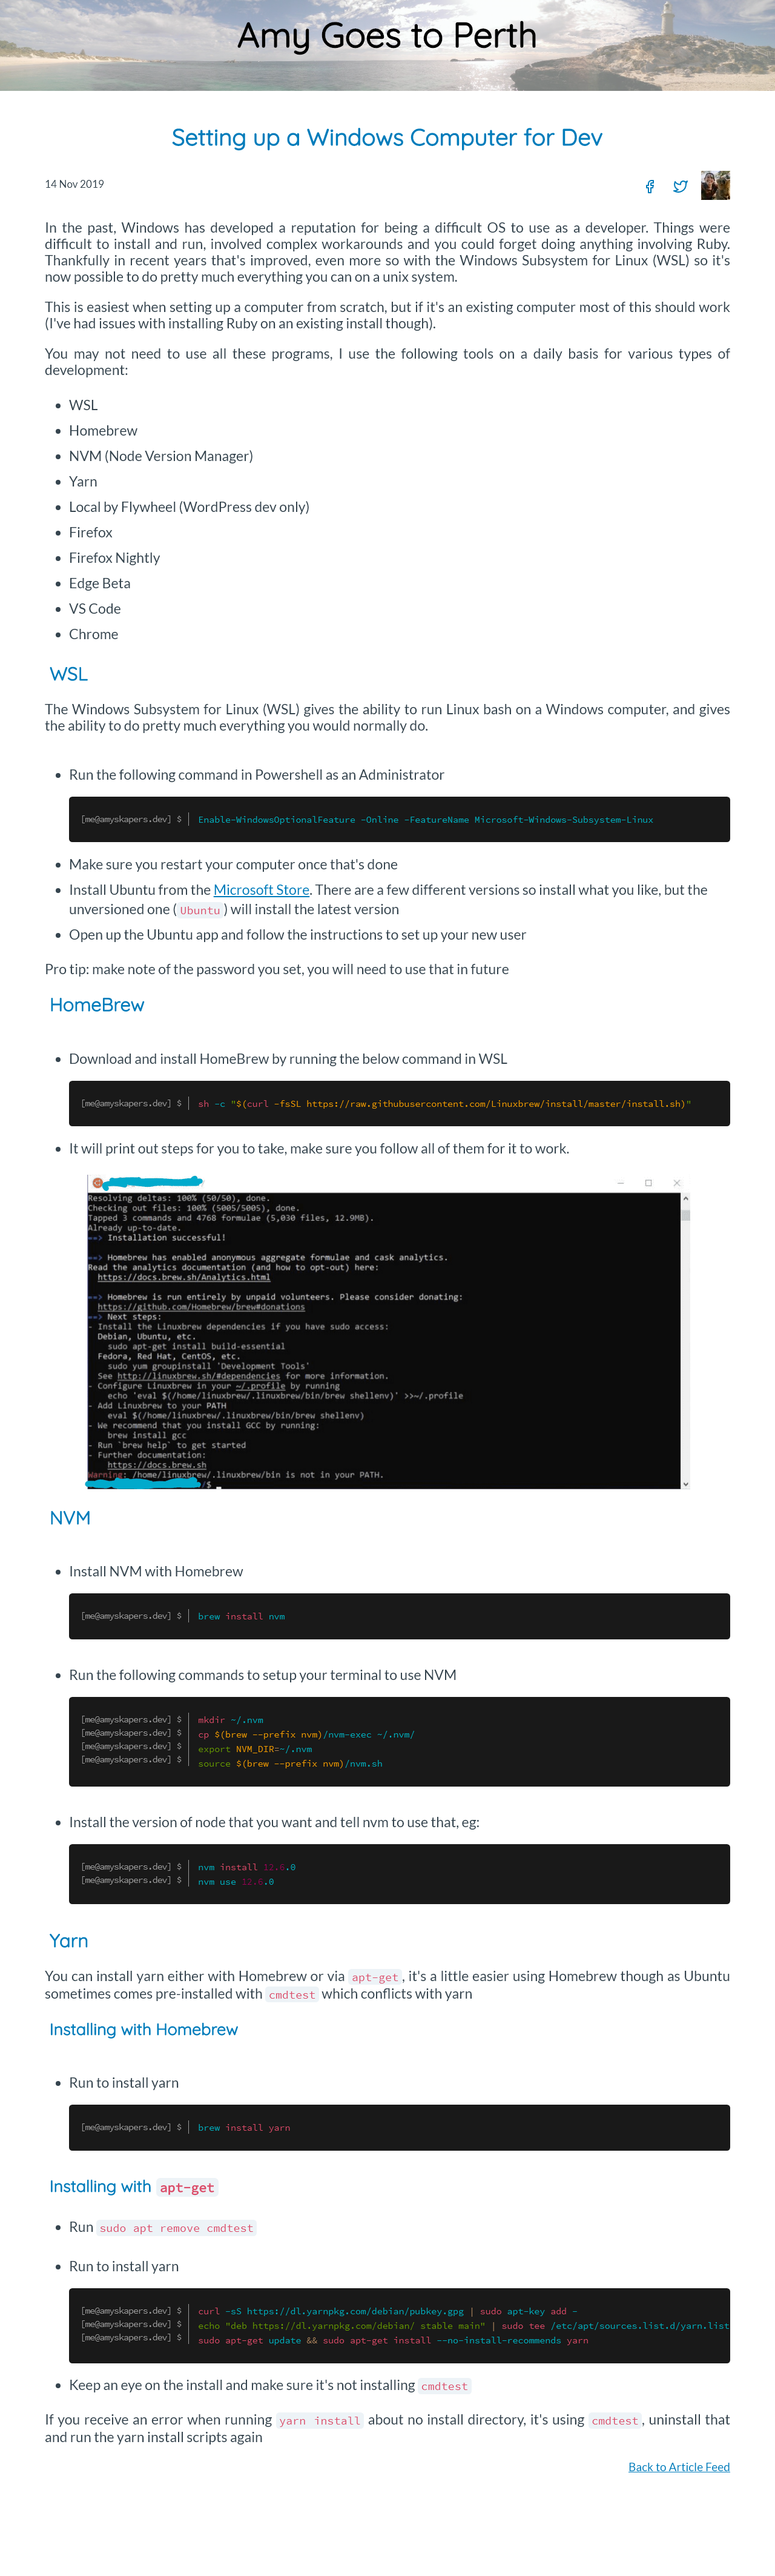 Amy Goes to Perth
Setting up a Windows Computer for Dev
14 Nov 2019
In the past, Windows has developed a reputation for being a difficult OS to use as a developer. Things were
difficult to install and run, involved complex workarounds and you could forget doing anything involving Ruby.
Thankfully in recent years that's improved, even more so with the Windows Subsystem for Linux (WSL) so it's
now possible to do pretty much everything you can on a unix system.
This is easiest when setting up a computer from scratch, but if it's an existing computer most of this should work
(I've had issues with installing Ruby on an existing install though).
You may not need to use all these programs, I use the following tools on a daily basis for various types of
development:
• WSL
• Homebrew
• NVM (Node Version Manager)
• Yarn
• Local by Flywheel (WordPress dev only)
• Firefox
• Firefox Nightly
• Edge Beta
• VS Code
• Chrome
WSL
The Windows Subsystem for Linux (WSL) gives the ability to run Linux bash on a Windows computer, and gives
the ability to do pretty much everything you would normally do.
• Run the following command in Powershell as an Administrator
[me@amyskapers.dev] $ Enable-WindowsOptionalFeature -Online -FeatureName Microsoft-Windows-Subsystem-Linux
• Make sure you restart your computer once that's done
• Install Ubuntu from the Microsoft Store. There are a few different versions so install what you like, but the
unversioned one (Ubuntu) will install the latest version
• Open up the Ubuntu app and follow the instructions to set up your new user
Pro tip: make note of the password you set, you will need to use that in future
HomeBrew
• Download and install HomeBrew by running the below command in WSL
[me@amyskapers.dev] $ sh -c "$(curl -fsSL https://raw.githubusercontent.com/Linuxbrew/install/master/install.sh)"
• It will print out steps for you to take, make sure you follow all of them for it to work.
Resolving deltas: 100% (50/50), done.
Checking out files: 100% (5005/5005), done.
Tapped 3 commands and 4768 formulae (5,030 files, 12.9MB).
Already up-to-date.
==> Installation successful!
==> Homebrew has enabled anonymous aggregate formulae and cask analytics.
Read the analytics documentation (and how to opt-out) here:
https://docs.brew.sh/Analytics.html
==> Homebrew is run entirely by unpaid volunteers. Please consider donating:
https://github.com/Homebrew/brew#donations
==> Next steps:
- Install the Linuxbrew dependencies if you have sudo access:
Debian, Ubuntu, etc.
sudo apt-get install build-essential
Fedora, Red Hat, CentOS, etc.
sudo yum groupinstall 'Development Tools'
See http://linuxbrew.sh/#dependencies for more information.
- Configure Linuxbrew in your ~/.profile by running
echo 'eval $(/home/linuxbrew/.linuxbrew/bin/brew shellenv)' >>~/.profile
- Add Linuxbrew to your PATH
eval $(/home/linuxbrew/.linuxbrew/bin/brew shellenv)
- We recommend that you install GCC by running:
brew install gcc
- Run `brew help` to get started
- Further documentation:
https://docs.brew.sh
Warning: /home/linuxbrew/.linuxbrew/bin is not in your PATH.
/$
NVM
• Install NVM with Homebrew
[me@amyskapers.dev] $ brew install nvm
• Run the following commands to setup your terminal to use NVM
[me@amyskapers.dev] $ mkdir ~/.nvm
[me@amyskapers.dev] $ cp $(brew --prefix nvm)/nvm-exec ~/.nvm/
[me@amyskapers.dev] $ export NVM_DIR=~/.nvm
[me@amyskapers.dev] $ source $(brew --prefix nvm)/nvm.sh
• Install the version of node that you want and tell nvm to use that, eg:
[me@amyskapers.dev] $ nvm install 12.6.0
[me@amyskapers.dev] $ nvm use 12.6.0
Yarn
You can install yarn either with Homebrew or via apt-get, it's a little easier using Homebrew though as Ubuntu
sometimes comes pre-installed with cmdtest which conflicts with yarn
Installing with Homebrew
• Run to install yarn
[me@amyskapers.dev] $ brew install yarn
Installing with apt-get
• Run sudo apt remove cmdtest
• Run to install yarn
[me@amyskapers.dev] $ curl -sS https://dl.yarnpkg.com/debian/pubkey.gpg | sudo apt-key add -
[me@amyskapers.dev] $ echo "deb https://dl.yarnpkg.com/debian/ stable main" | sudo tee /etc/apt/sources.list.d/yarn.list
[me@amyskapers.dev] $ sudo apt-get update && sudo apt-get install --no-install-recommends yarn
• Keep an eye on the install and make sure it's not installing cmdtest
If you receive an error when running yarn install about no install directory, it's using cmdtest, uninstall that
and run the yarn install scripts again
Back to Article Feed